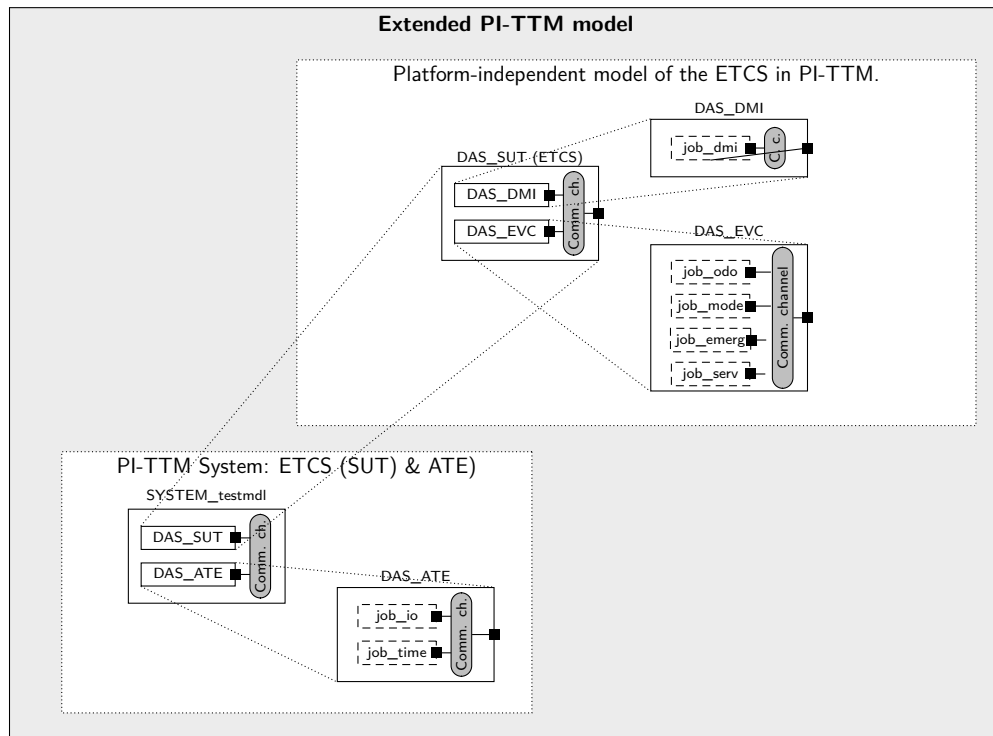 Extended PI-TTM model
Platform-independent model of the ETCS in PI-TTM.
DAS_DMI
job_dmi
C. c.
DAS_SUT (ETCS)
DAS_DMI
DAS_EVC
Comm. ch.
DAS_EVC
job_odo
job_mode
job_emerg
job_serv
Comm. channel
PI-TTM System: ETCS (SUT) & ATE)
SYSTEM_testmdl
DAS_SUT
DAS_ATE
Comm. ch.
DAS_ATE
job_io
job_time
Comm. ch.